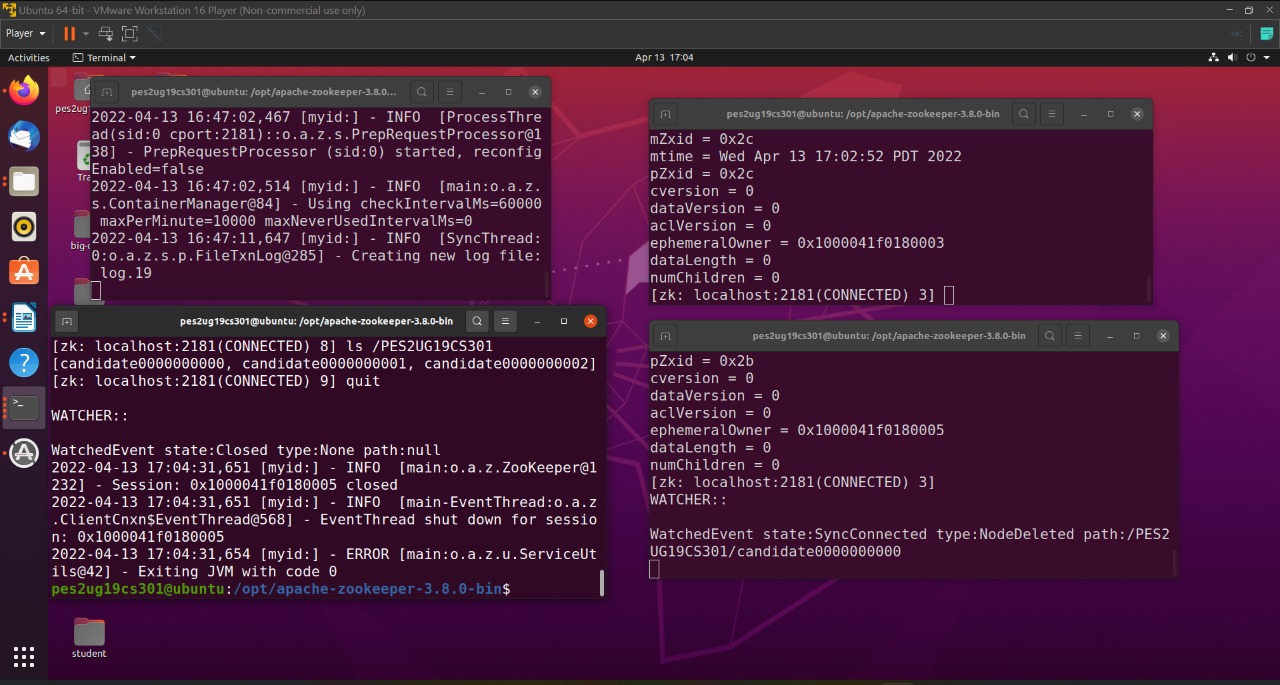 Ubuntu 64-bit - VMware Workstation 16 Player (Non-commercial use only)
Player
Activities
Terminal
Apr 13 17:04
pes2ug
Tra
big-
student
pes2ug19cs301@ubuntu: /opt/apache-zookeeper-3.8.0...
2022-04-13 16:47:02,467 [myid:] - INFO [ProcessThre
ad(sid:0 cport:2181)::o.a.z.s.PrepRequestProcessor@1
38] - PrepRequestProcessor (sid:0) started, reconfig
Enabled=false
2022-04-13 16:47:02,514 [myid:] - INFO [main:o.a.z.
s.ContainerManager@84] - Using checkIntervalMs=60000
maxPerMinute=10000 maxNeverUsedIntervalMs=0
2022-04-13 16:47:11,647 [myid:] - INFO [SyncThread:
0:o.a.z.s.p.FileTxnLog@285] - Creating new log file:
log.19
pes2ug19cs301@ubuntu: /opt/apache-zookeeper-3.8.0-bin
mZxid = 0x2c
mtime = Wed Apr 13 17:02:52 PDT 2022
pZxid = 0x2c
cversion = 0
dataVersion = 0
aclVersion = 0
ephemeralOwner = 0x1000041f0180003
dataLength = 0
numChildren = 0
[zk: localhost:2181(CONNECTED) 3]
pes2ug19cs301@ubuntu: /opt/apache-zookeeper-3.8.0-bin
[zk: localhost:2181(CONNECTED) 8] ls /PES2UG19CS301
[candidate0000000000, candidate0000000001, candidate0000000002]
[zk: localhost:2181(CONNECTED) 9] quit
WATCHER::
WatchedEvent state:Closed type:None path:null
2022-04-13 17:04:31,651 [myid:] - INFO [main:o.a.z.ZooKeeper@1
232] - Session: 0x1000041f0180005 closed
2022-04-13 17:04:31,651 [myid:] - INFO [main-EventThread:o.a.z
.ClientCnxn$EventThread@568] - EventThread shut down for sessio
n: 0x1000041f0180005
2022-04-13 17:04:31,654 [myid:] - ERROR [main:o.a.z.u.ServiceUt
ils@42] - Exiting JVM with code 0
pes2ug19cs301@ubuntu:/opt/apache-zookeeper-3.8.0-bin$
pes2ug19cs301@ubuntu: /opt/apache-zookeeper-3.8.0-bin
pZxid = 0x2b
cversion = 0
dataVersion = 0
aclVersion = 0
ephemeralOwner = 0x1000041f0180005
dataLength = 0
numChildren = 0
[zk: localhost:2181(CONNECTED) 3]
WATCHER::
WatchedEvent state:SyncConnected type:NodeDeleted path:/PES2
UG19CS301/candidate0000000000